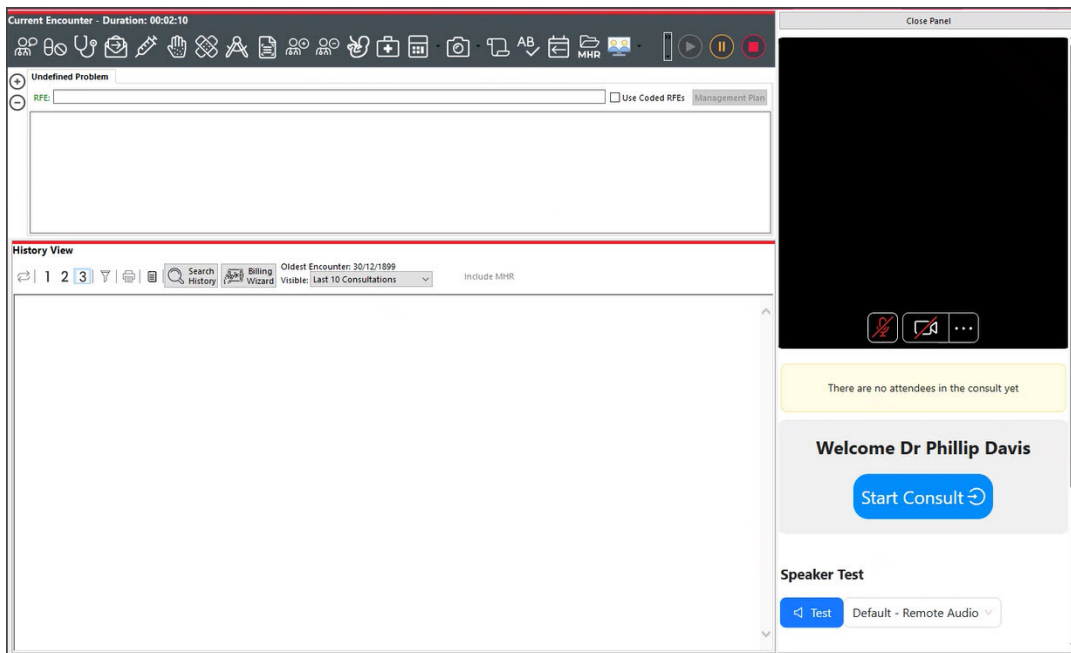 Current Encounter - Duration: 00:02:10
Close Panel
MHR
Undefined Problem
RFE:
Use Coded RFEs
Management Plan
History View
1 2 3
Search History
Billing Wizard
Oldest Encounter: 30/12/1899
Visible: Last 10 Consultations
Include MHR
There are no attendees in the consult yet
Welcome Dr Phillip Davis
Start Consult
Speaker Test
Test
Default - Remote Audio